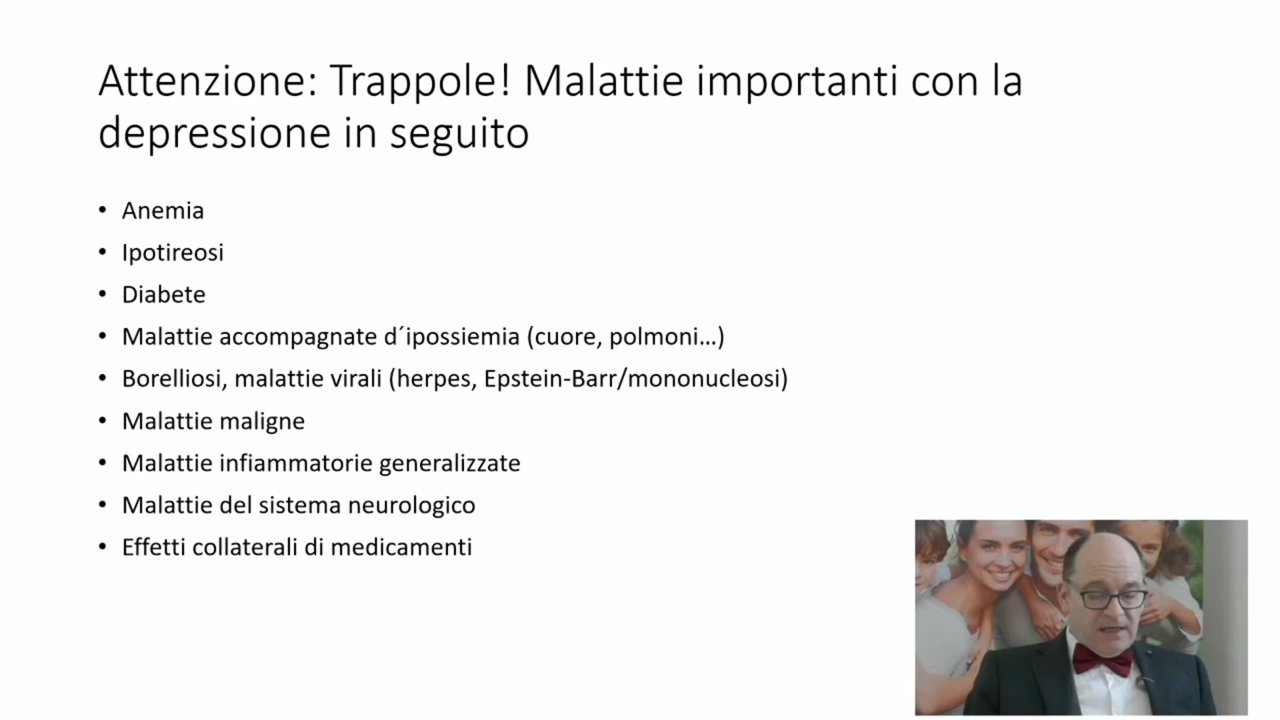 Attenzione: Trappole! Malattie importanti con la
depressione in seguito
• Anemia
• Ipotireosi
• Diabete
• Malattie accompagnate d´ipossiemia (cuore, polmoni…)
• Borelliosi, malattie virali (herpes, Epstein-Barr/mononucleosi)
• Malattie maligne
• Malattie infiammatorie generalizzate
• Malattie del sistema neurologico
• Effetti collaterali di medicamenti